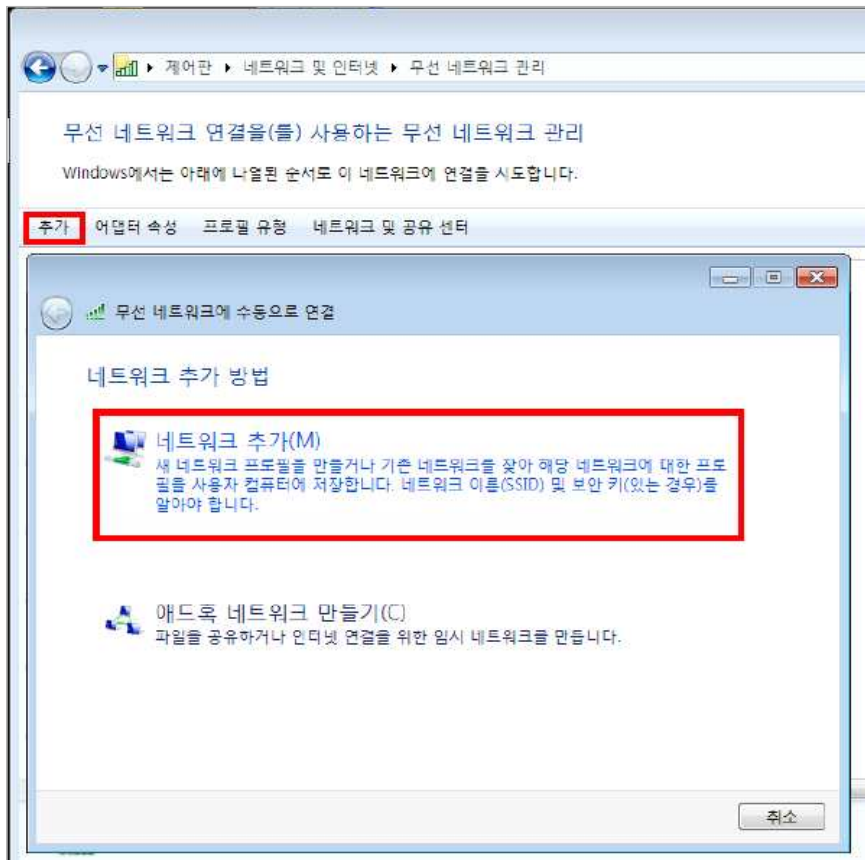 제어판 ▸ 네트워크 및 인터넷 ▸ 무선 네트워크 관리
무선 네트워크 연결을(를) 사용하는 무선 네트워크 관리
Windows에서는 아래에 나열된 순서로 이 네트워크에 연결을 시도합니다.
추가 어댑터 속성 프로필 유형 네트워크 및 공유 센터
무선 네트워크에 수동으로 연결
네트워크 추가 방법
네트워크 추가(M)
새 네트워크 프로필을 만들거나 기존 네트워크를 찾아 해당 네트워크에 대한 프로
필을 사용자 컴퓨터에 저장합니다. 네트워크 이름(SSID) 및 보안 키(있는 경우)를
알아야 합니다.
애드혹 네트워크 만들기(C)
파일을 공유하거나 인터넷 연결을 위한 임시 네트워크를 만듭니다.
취소